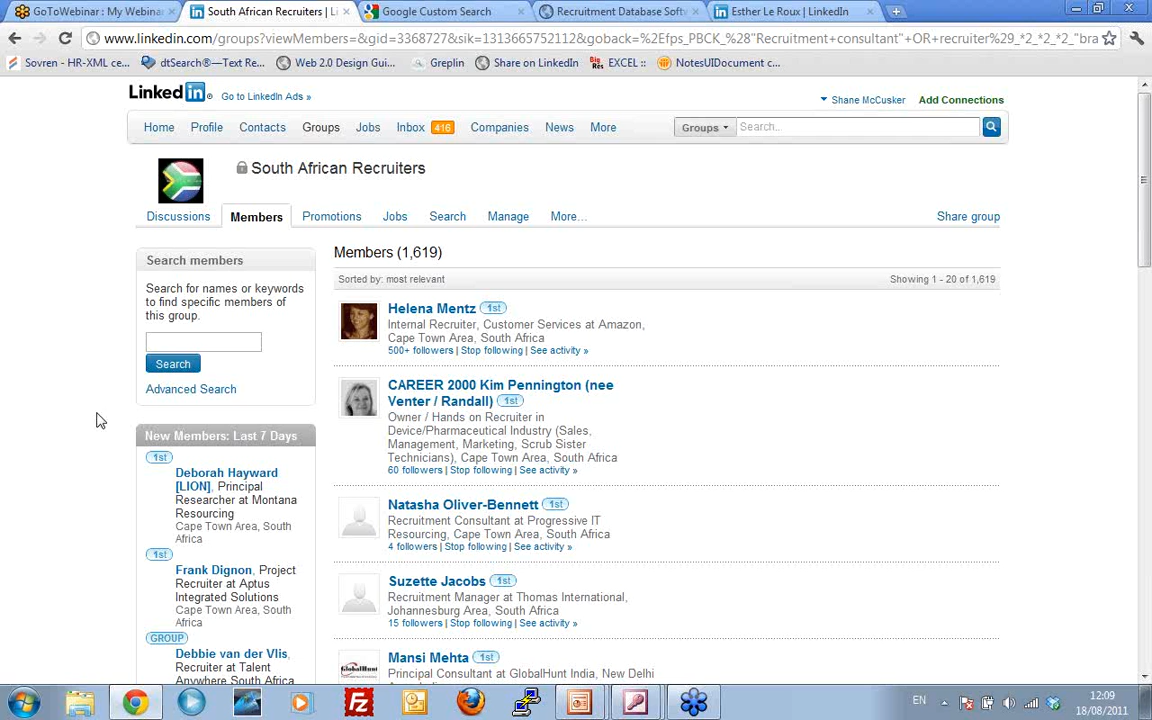 GoToWebinar : My Webinar
South African Recruiters | Li
Google Custom Search
Recruitment Database Softw
Esther Le Roux | LinkedIn
www.linkedin.com/groups?viewMembers=&gid=3368727&sik=1313665752112&goback=%2Efps_PBCK_%28"Recruitment+consultant"+OR+recruiter%29_*2_*2_*2_"bra
Sovren - HR-XML ce...
dtSearch®—Text Re...
Web 2.0 Design Gui...
Greplin
Share on LinkedIn
EXCEL ::
NotesUIDocument c...
Linked in
Go to LinkedIn Ads »
Shane McCusker
Add Connections
Home
Profile
Contacts
Groups
Jobs
Inbox 416
Companies
News
More
Groups
Search...
South African Recruiters
Discussions
Members
Promotions
Jobs
Search
Manage
More...
Share group
Search members
Search for names or keywords
to find specific members of
this group.
Search
Advanced Search
New Members: Last 7 Days
1st
Deborah Hayward
[LION], Principal
Researcher at Montana
Resourcing
Cape Town Area, South
Africa
1st
Frank Dignon, Project
Recruiter at Aptus
Integrated Solutions
Cape Town Area, South
Africa
GROUP
Debbie van der Vlis,
Recruiter at Talent
Anywhere South Africa
Members (1,619)
Sorted by: most relevant
Showing 1 - 20 of 1,619
Helena Mentz 1st
Internal Recruiter, Customer Services at Amazon,
Cape Town Area, South Africa
500+ followers | Stop following | See activity »
CAREER 2000 Kim Pennington (nee
Venter / Randall) 1st
Owner / Hands on Recruiter in
Device/Pharmaceutical Industry (Sales,
Management, Marketing, Scrub Sister
Technicians), Cape Town Area, South Africa
60 followers | Stop following | See activity »
Natasha Oliver-Bennett 1st
Recruitment Consultant at Progressive IT
Resourcing, Cape Town Area, South Africa
4 followers | Stop following | See activity »
Suzette Jacobs 1st
Recruitment Manager at Thomas International,
Johannesburg Area, South Africa
15 followers | Stop following | See activity »
GlobalHunt
Mansi Mehta 1st
Principal Consultant at GlobalHunt India, New Delhi
EN
12:09
18/08/2011